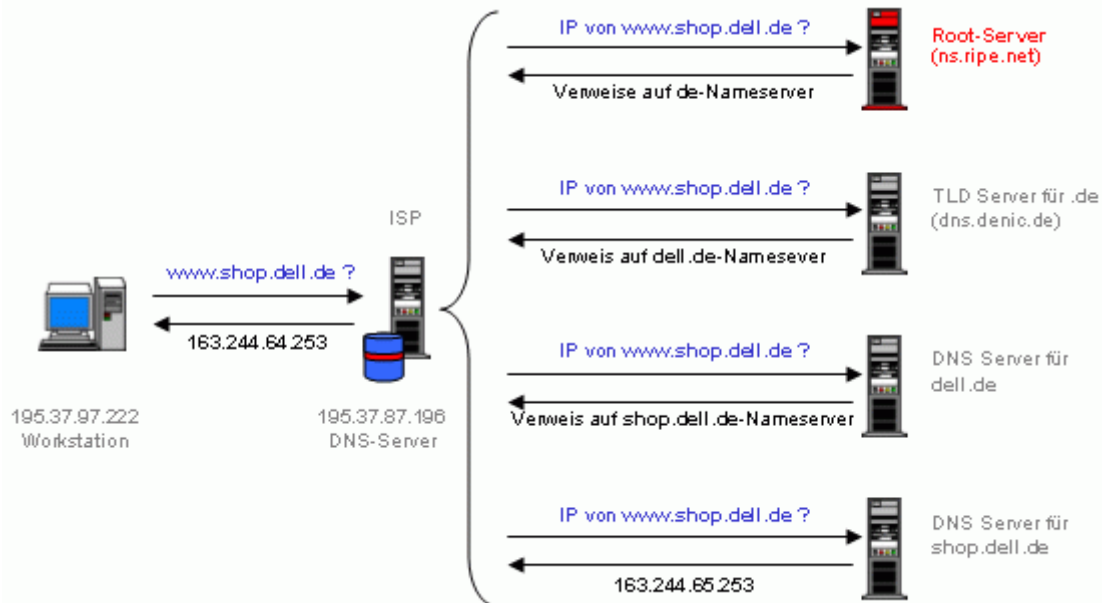 IP von www.shop.dell.de ?
Verweise auf de-Nameserver
Root-Server
(ns.ripe.net)
IP von www.shop.dell.de ?
Verweis auf dell.de-Namesever
TLD Server für .de
(dns.denic.de)
ISP
www.shop.dell.de ?
163.244.64.253
195.37.97.222
Workstation
195.37.87.196
DNS-Server
IP von www.shop.dell.de ?
Verweis auf shop.dell.de-Nameserver
DNS Server für
dell.de
IP von www.shop.dell.de ?
163.244.65.253
DNS Server für
shop.dell.de